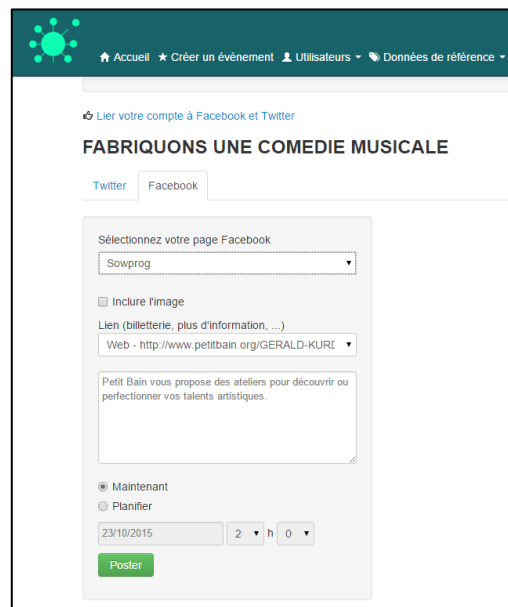 Accueil Créer un évènement Utilisateurs Données de référence
Lier votre compte à Facebook et Twitter
FABRIQUONS UNE COMEDIE MUSICALE
Twitter Facebook
Sélectionnez votre page Facebook
Sowprog
Inclure l'image
Lien (billetterie, plus d'information, ...)
Web - http://www.petitbain.org/GERALD-KURD
Petit Bain vous propose des ateliers pour découvrir ou
perfectionner vos talents artistiques.
Maintenant
Planifier
23/10/2015 2 h 0
Poster